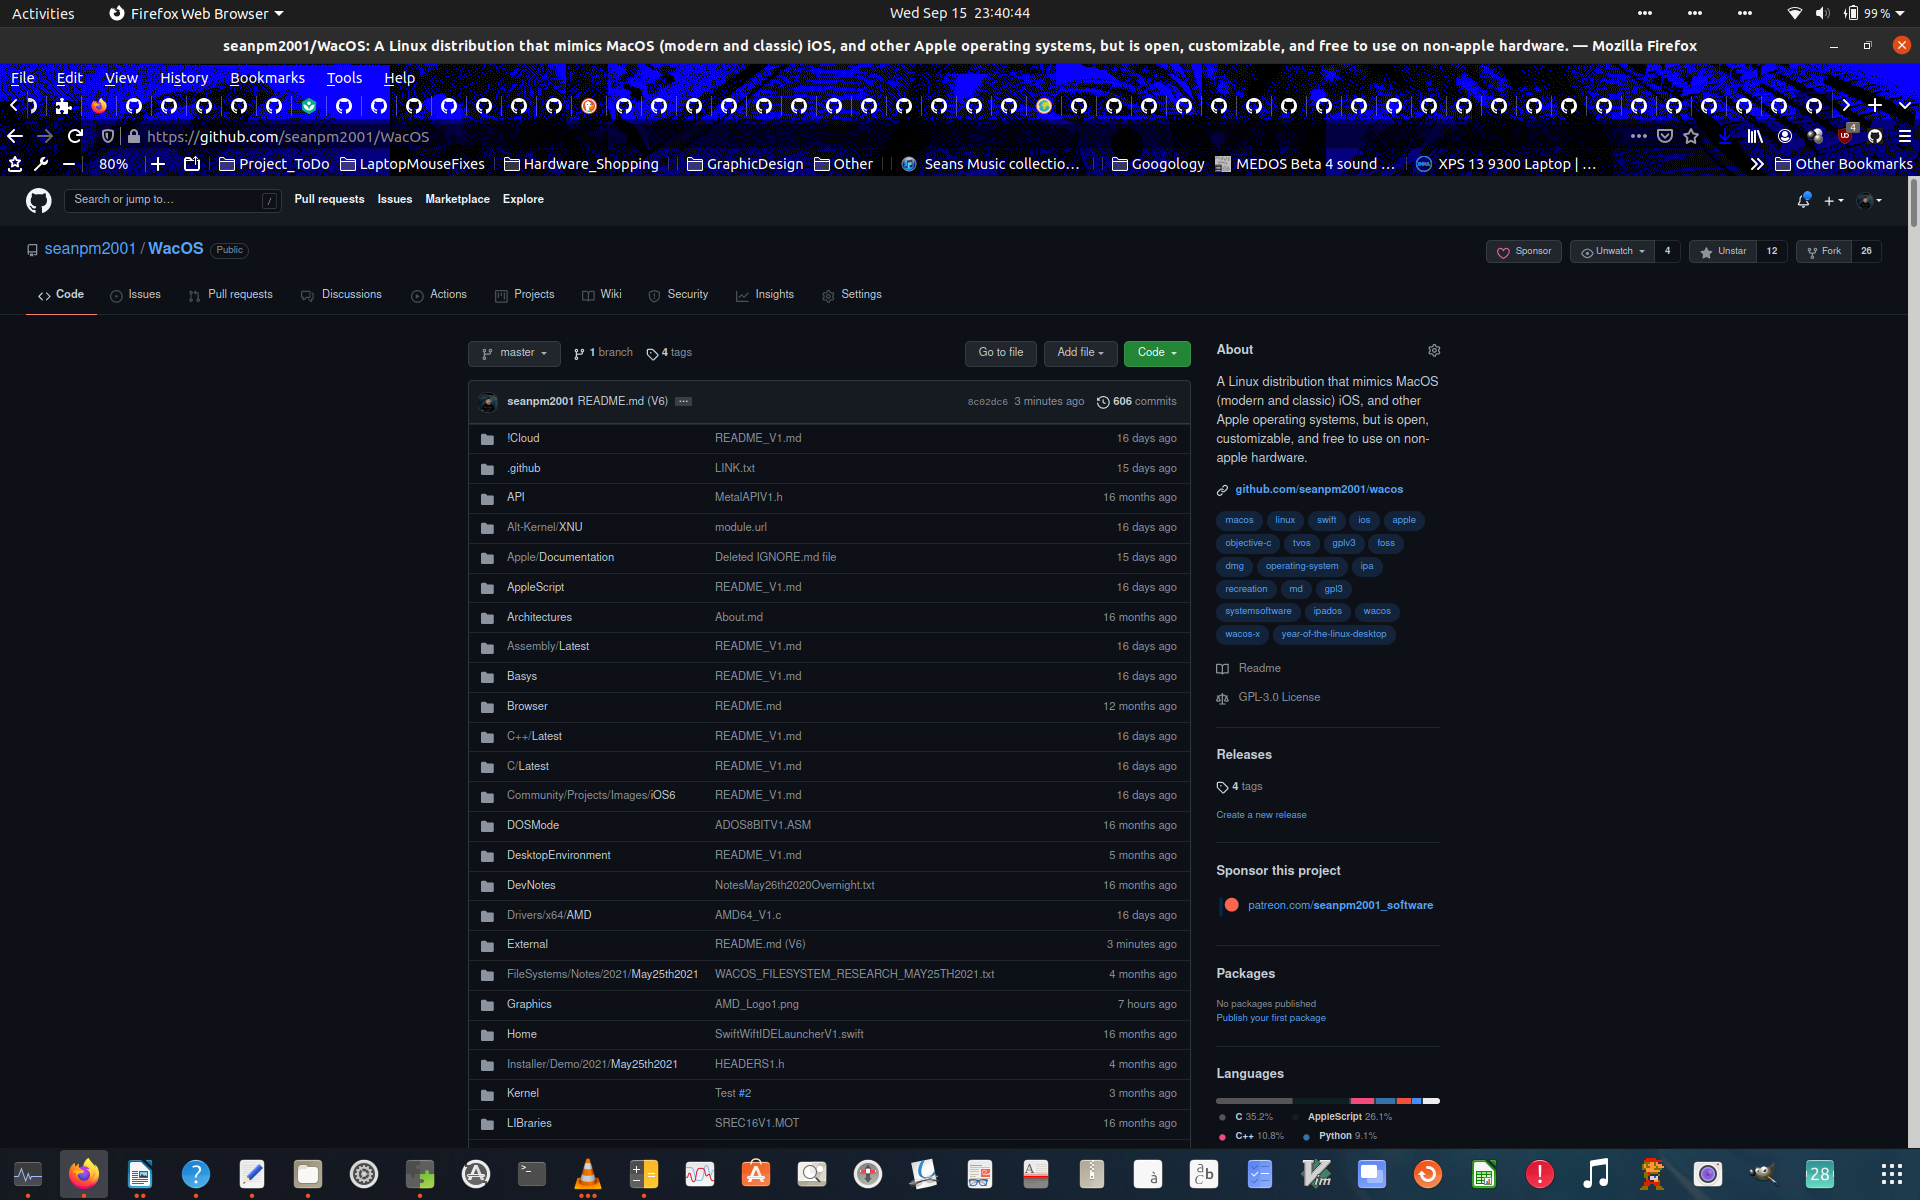 Activities Firefox Web Browser Wed Sep 15 23:40:44 99 %
seanpm2001/WacOS: A Linux distribution that mimics MacOS (modern and classic) iOS, and other Apple operating systems, but is open, customizable, and free to use on non-apple hardware. — Mozilla Firefox
File Edit View History Bookmarks Tools Help
https://github.com/seanpm2001/WacOS 4
80% Project_ToDo LaptopMouseFixes Hardware_Shopping GraphicDesign Other Seans Music collectio… Googology MEDOS Beta 4 sound … XPS 13 9300 Laptop | … Other Bookmarks
Search or jump to… / Pull requests Issues Marketplace Explore
seanpm2001 / WacOS Public Sponsor Unwatch 4 Unstar 12 Fork 26
Code Issues Pull requests Discussions Actions Projects Wiki Security Insights Settings
master 1 branch 4 tags Go to file Add file Code
seanpm2001 README.md (V6) 8c02dc6 3 minutes ago 606 commits
!Cloud README_V1.md 16 days ago
.github LINK.txt 15 days ago
API MetalAPIV1.h 16 months ago
Alt-Kernel/XNU module.url 16 days ago
Apple/Documentation Deleted IGNORE.md file 15 days ago
AppleScript README_V1.md 16 days ago
Architectures About.md 16 months ago
Assembly/Latest README_V1.md 16 days ago
Basys README_V1.md 16 days ago
Browser README.md 12 months ago
C++/Latest README_V1.md 16 days ago
C/Latest README_V1.md 16 days ago
Community/Projects/Images/iOS6 README_V1.md 16 days ago
DOSMode ADOS8BITV1.ASM 16 months ago
DesktopEnvironment README_V1.md 5 months ago
DevNotes NotesMay26th2020Overnight.txt 16 months ago
Drivers/x64/AMD AMD64_V1.c 16 days ago
External README.md (V6) 3 minutes ago
FileSystems/Notes/2021/May25th2021 WACOS_FILESYSTEM_RESEARCH_MAY25TH2021.txt 4 months ago
Graphics AMD_Logo1.png 7 hours ago
Home SwiftWiftIDELauncherV1.swift 16 months ago
Installer/Demo/2021/May25th2021 HEADERS1.h 4 months ago
Kernel Test #2 3 months ago
LIBraries SREC16V1.MOT 16 months ago
About
A Linux distribution that mimics MacOS
(modern and classic) iOS, and other
Apple operating systems, but is open,
customizable, and free to use on non-
apple hardware.
github.com/seanpm2001/wacos
macos linux swift ios apple
objective-c tvos gplv3 foss
dmg operating-system ipa
recreation md gpl3
systemsoftware ipados wacos
wacos-x year-of-the-linux-desktop
Readme
GPL-3.0 License
Releases
4 tags
Create a new release
Sponsor this project
patreon.com/seanpm2001_software
Packages
No packages published
Publish your first package
Languages
C 35.2% AppleScript 26.1%
C++ 10.8% Python 9.1%
28